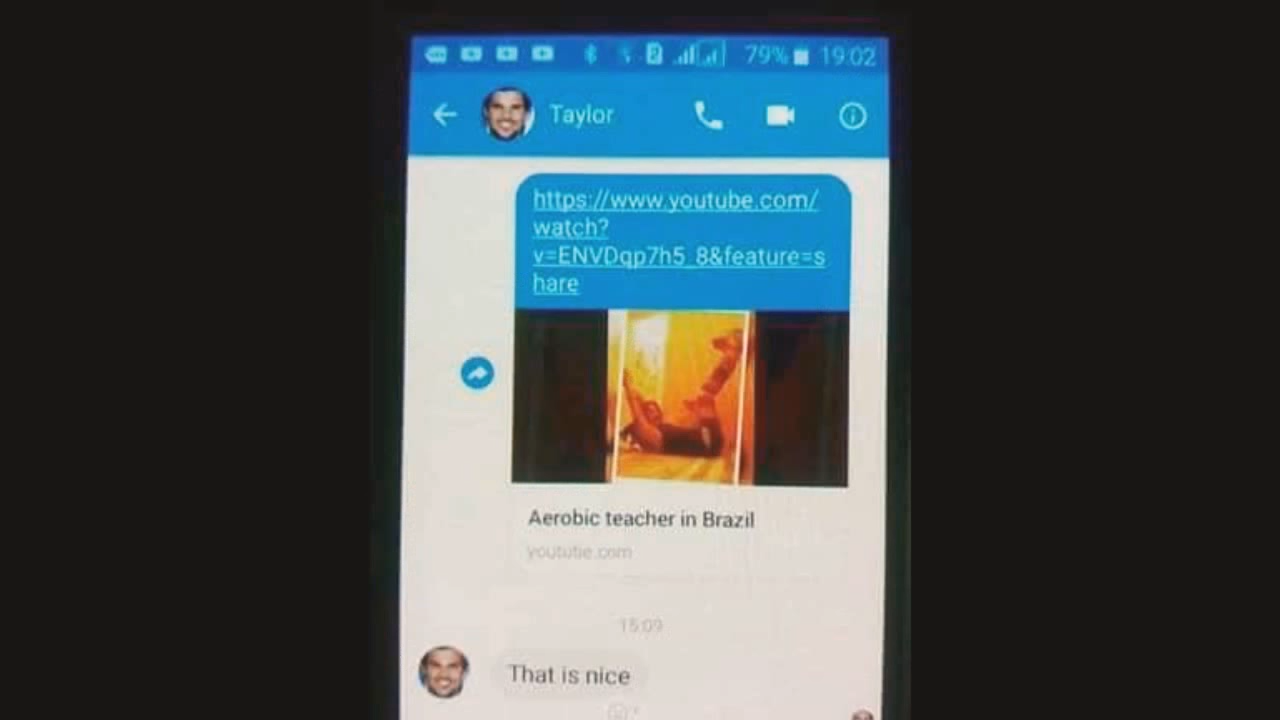 79% 19:02
Taylor
https://www.youtube.com/
watch?
v=ENVDqp7h5_8&feature=s
hare
Aerobic teacher in Brazil
youtube.com
15:09
That is nice